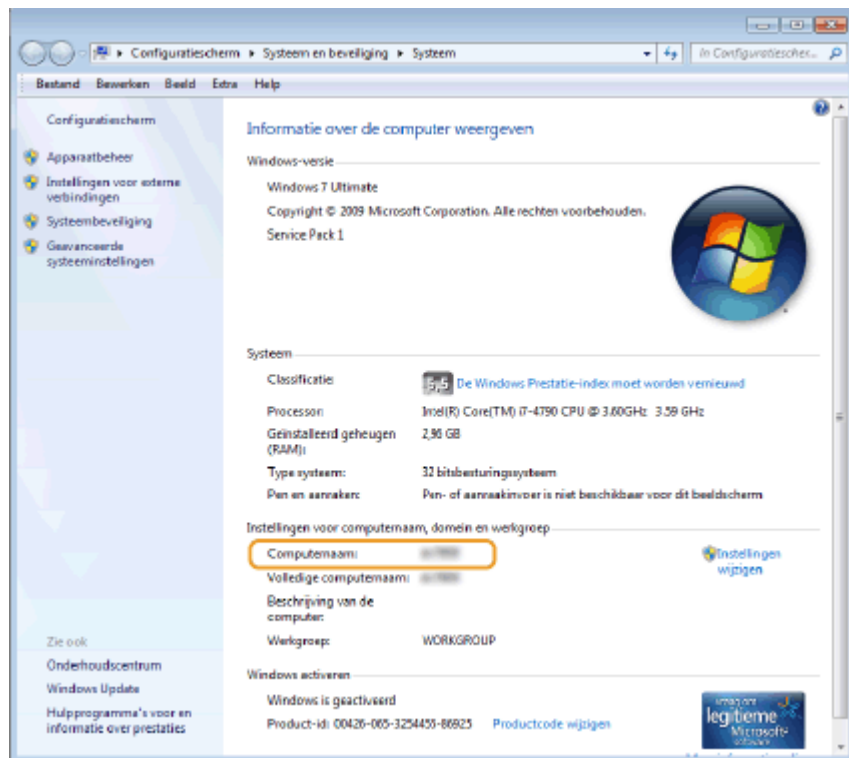 Configuratiescherm ▸ Systeem en beveiliging ▸ Systeem
In Configuratiescher...
Bestand Bewerken Beeld Extra Help
Configuratiescherm
Apparaatbeheer
Instellingen voor externe
verbindingen
Systeembeveiliging
Geavanceerde
systeeminstellingen
Informatie over de computer weergeven
Windows-versie
Windows 7 Ultimate
Copyright © 2009 Microsoft Corporation. Alle rechten voorbehouden.
Service Pack 1
Systeem
Classificatie:
5,5 De Windows Prestatie-index moet worden vernieuwd
Processor: Intel(R) Core(TM) i7-4790 CPU @ 3.60GHz 3.59 GHz
Geïnstalleerd geheugen
(RAM): 2,96 GB
Type systeem: 32 bitsbesturingssysteem
Pen en aanraken: Pen- of aanraakinvoer is niet beschikbaar voor dit beeldscherm
Instellingen voor computernaam, domein en werkgroep
Computernaam:
Instellingen
wijzigen
Volledige computernaam:
Beschrijving van de
computer:
Werkgroep: WORKGROUP
Windows activeren
Windows is geactiveerd
Product-id: 00426-065-3254453-86925 Productcode wijzigen
vraag om
legitieme
Microsoft®
software
Zie ook
Onderhoudscentrum
Windows Update
Hulpprogramma's voor en
informatie over prestaties